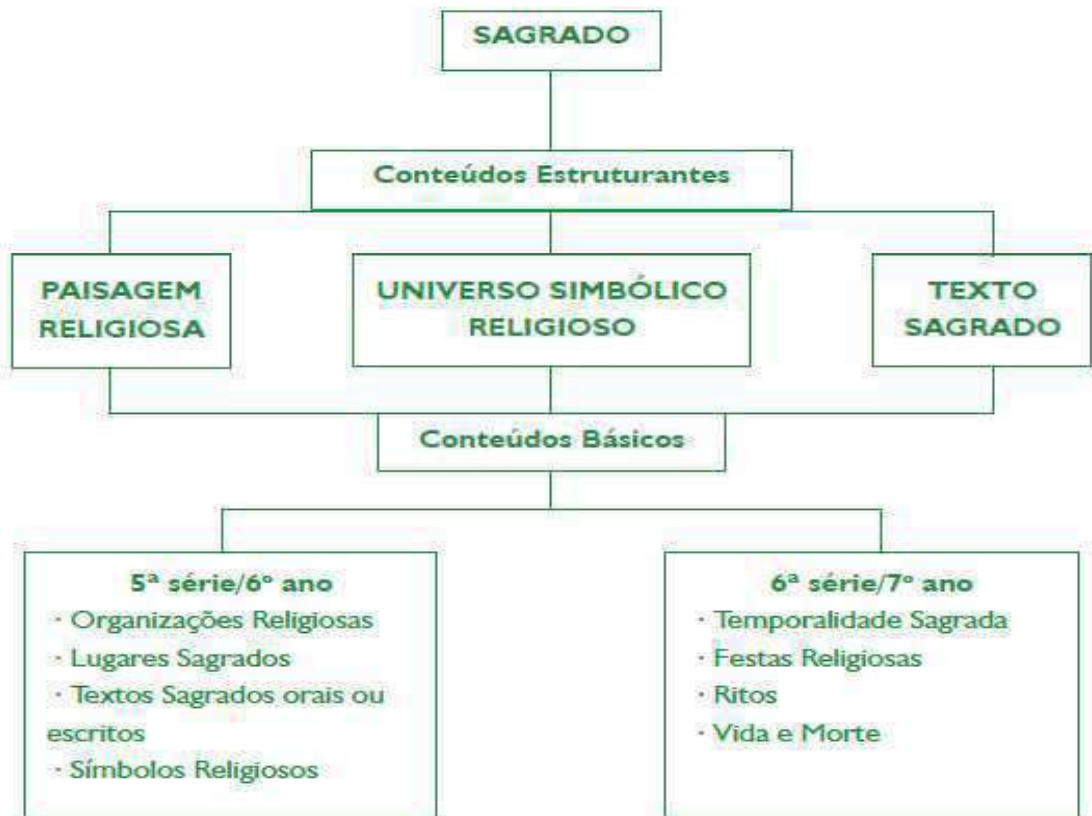 SAGRADO
Conteúdos Estruturantes
PAISAGEM
RELIGIOSA
UNIVERSO SIMBÓLICO
RELIGIOSO
TEXTO
SAGRADO
Conteúdos Básicos
5ª série/6º ano
· Organizações Religiosas
· Lugares Sagrados
· Textos Sagrados orais ou
escritos
· Símbolos Religiosos
6ª série/7º ano
· Temporalidade Sagrada
· Festas Religiosas
· Ritos
· Vida e Morte